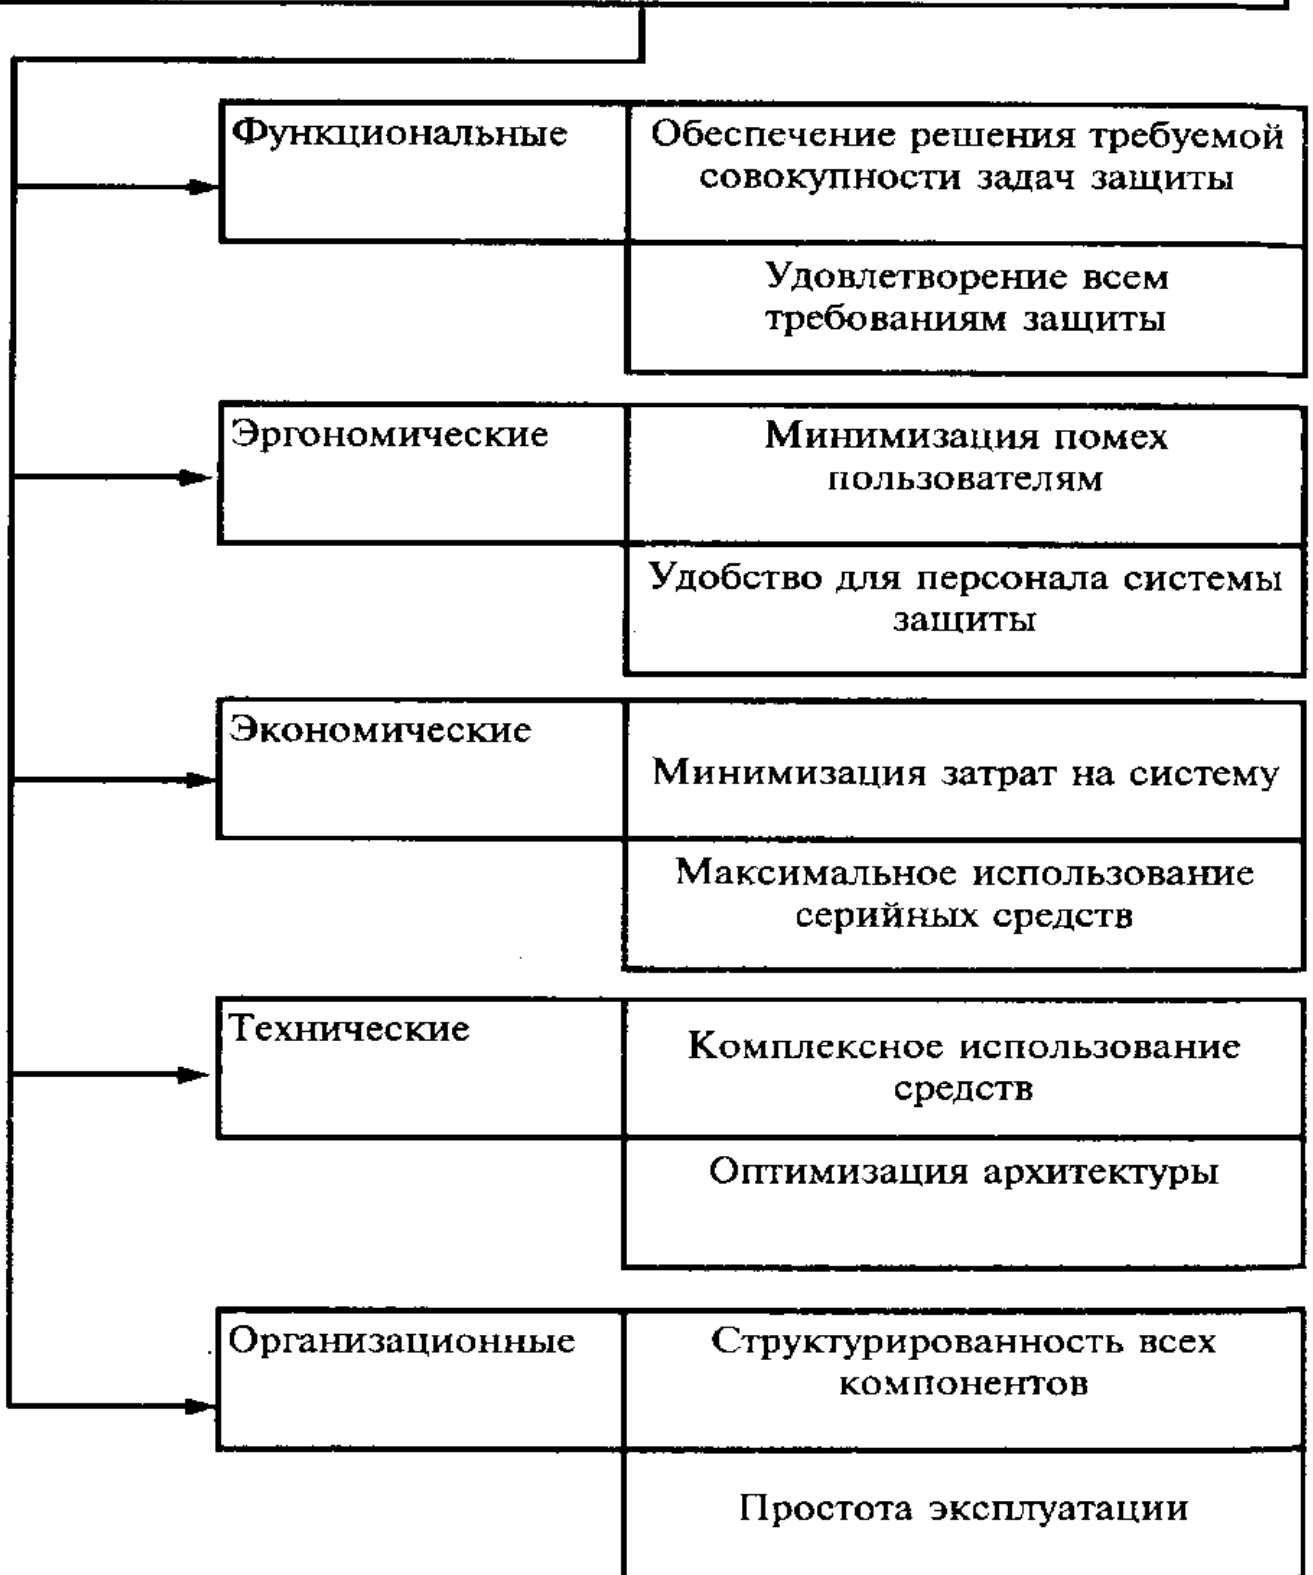 Функциональные
Обеспечение решения требуемой
совокупности задач защиты
Удовлетворение всем
требованиям защиты
Эргономические
Минимизация помех
пользователям
Удобство для персонала системы
защиты
Экономические
Минимизация затрат на систему
Максимальное использование
серийных средств
Технические
Комплексное использование
средств
Оптимизация архитектуры
Организационные
Структурированность всех
компонентов
Простота эксплуатации